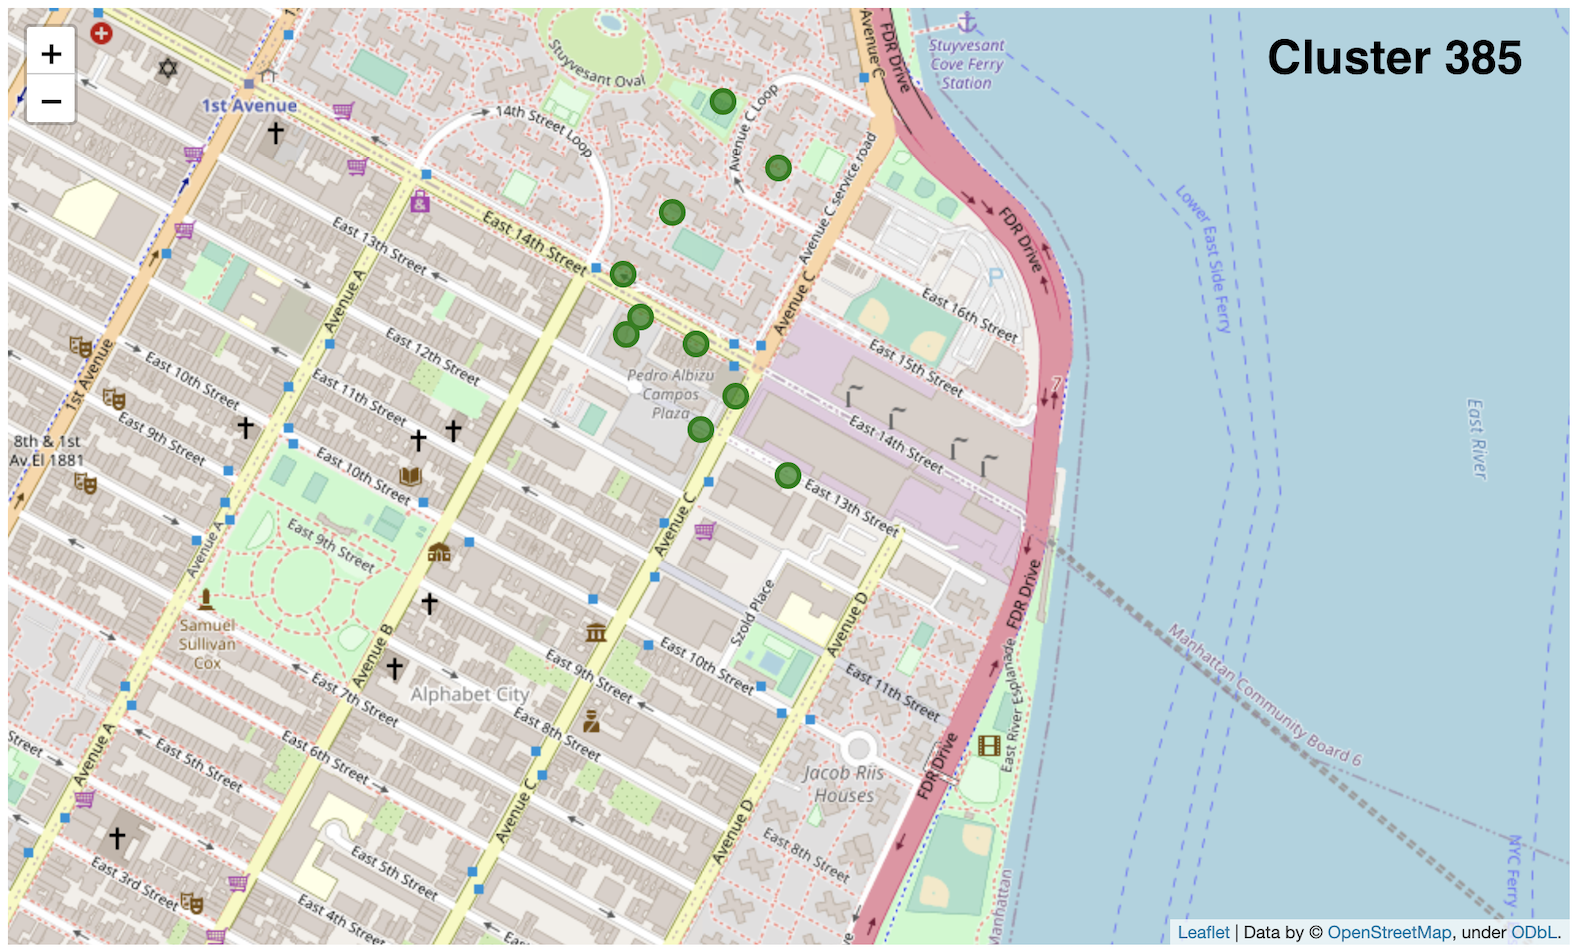 +
−
Cluster 385
Stuyvesant
Cove Ferry
Station
Avenue C
FDR Drive
Stuyvesant Oval
1st Avenue
14th Street Loop
Avenue C Loop
Avenue C service road
Lower East Side Ferry
FDR Drive
FDR Drive
East 13th Street
East 14th Street
Avenue A
Avenue C
East 16th Street
East 15th Street
East 12th Street
1st Avenue
East 10th Street
East 11th Street
Pedro Albizu
Campos
Plaza
7
East River
East 9th Street
8th & 1st
Av.El 1881
East 10th Street
East 14th Street
East 13th Street
Avenue A
East 9th Street
Avenue C
Szold Place
Avenue D
FDR Drive
Samuel
Sullivan
Cox
Avenue B
East 10th Street
East 9th Street
East 11th Street
Alphabet City
East 7th Street
East 8th Street
East River Esplanade
Manhattan Community Board 6
Avenue A
Street
East 5th Street
East 6th Street
Avenue C
Jacob Riis
Houses
FDR Drive
Avenue D
East 8th Street
East 3rd Street
East 5th Street
East 4th Street
Manhattan
NYC Ferry
Leaflet | Data by © OpenStreetMap, under ODbL.